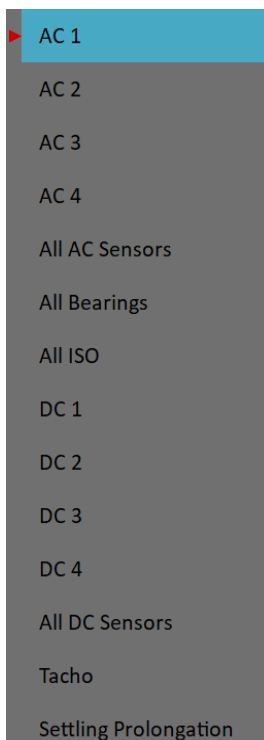 AC 1
AC 2
AC 3
AC 4
All AC Sensors
All Bearings
All ISO
DC 1
DC 2
DC 3
DC 4
All DC Sensors
Tacho
Settling Prolongation